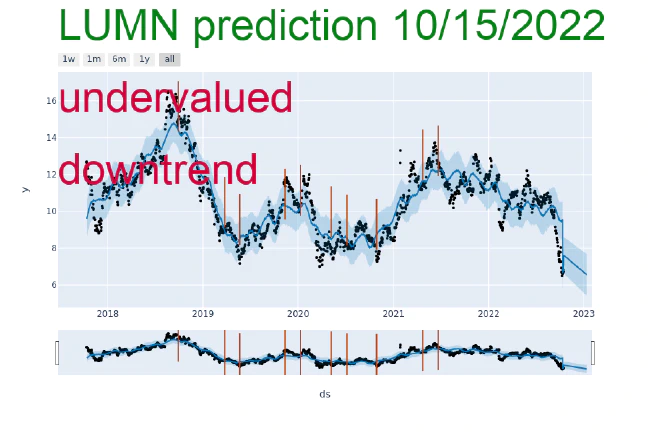 LUMN prediction 10/15/2022
1w 1m 6m 1y all
undervalued
downtrend
y
16
14
12
10
8
6
2018 2019 2020 2021 2022 2023
ds